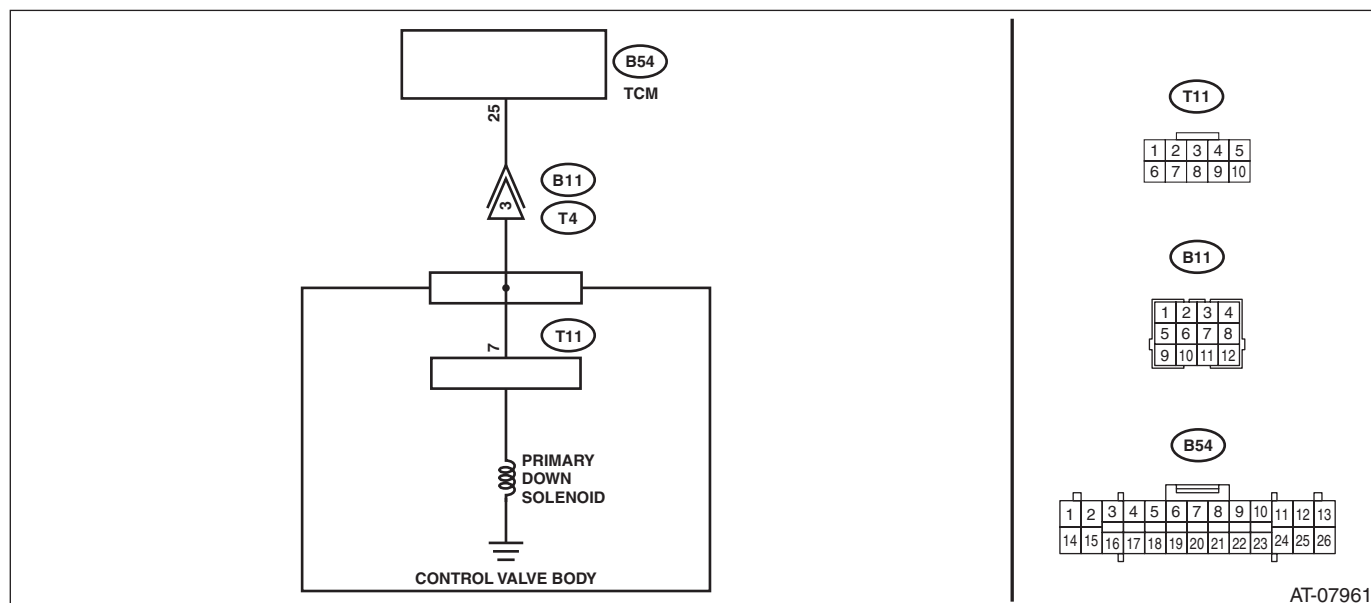 B54
TCM
25
B11
3
T4
7
T11
PRIMARY
DOWN
SOLENOID
CONTROL VALVE BODY
T11
1 2 3 4 5
6 7 8 9 10
B11
1 2 3 4
5 6 7 8
9 10 11 12
B54
1 2 3 4 5 6 7 8 9 10 11 12 13
14 15 16 17 18 19 20 21 22 23 24 25 26
AT-07961